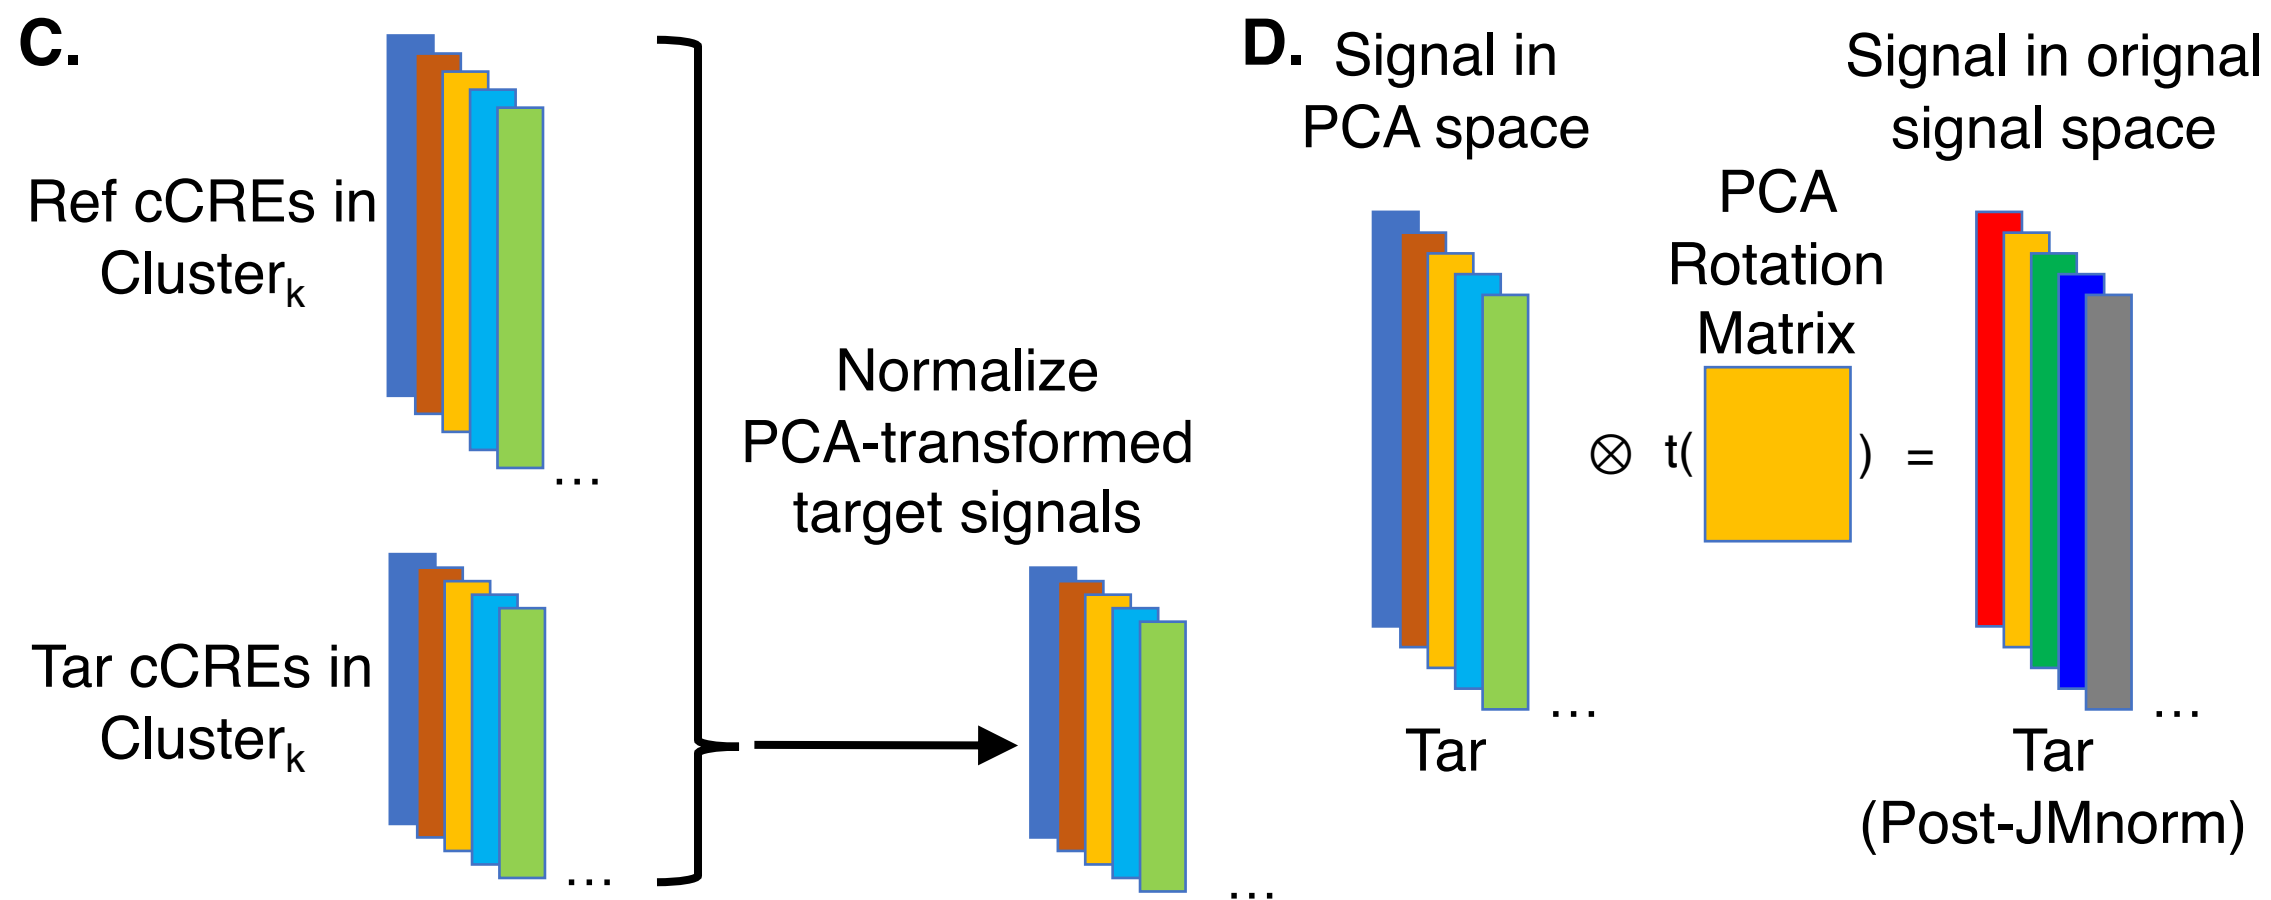 C.
Ref cCREs in
Clusterk
...
Tar cCREs in
Clusterk
...
Normalize
PCA-transformed
target signals
...
D.
Signal in
PCA space
PCA
Rotation
Matrix
Signal in orignal
signal space
⊗ t( ) =
...
Tar
...
Tar
(Post-JMnorm)